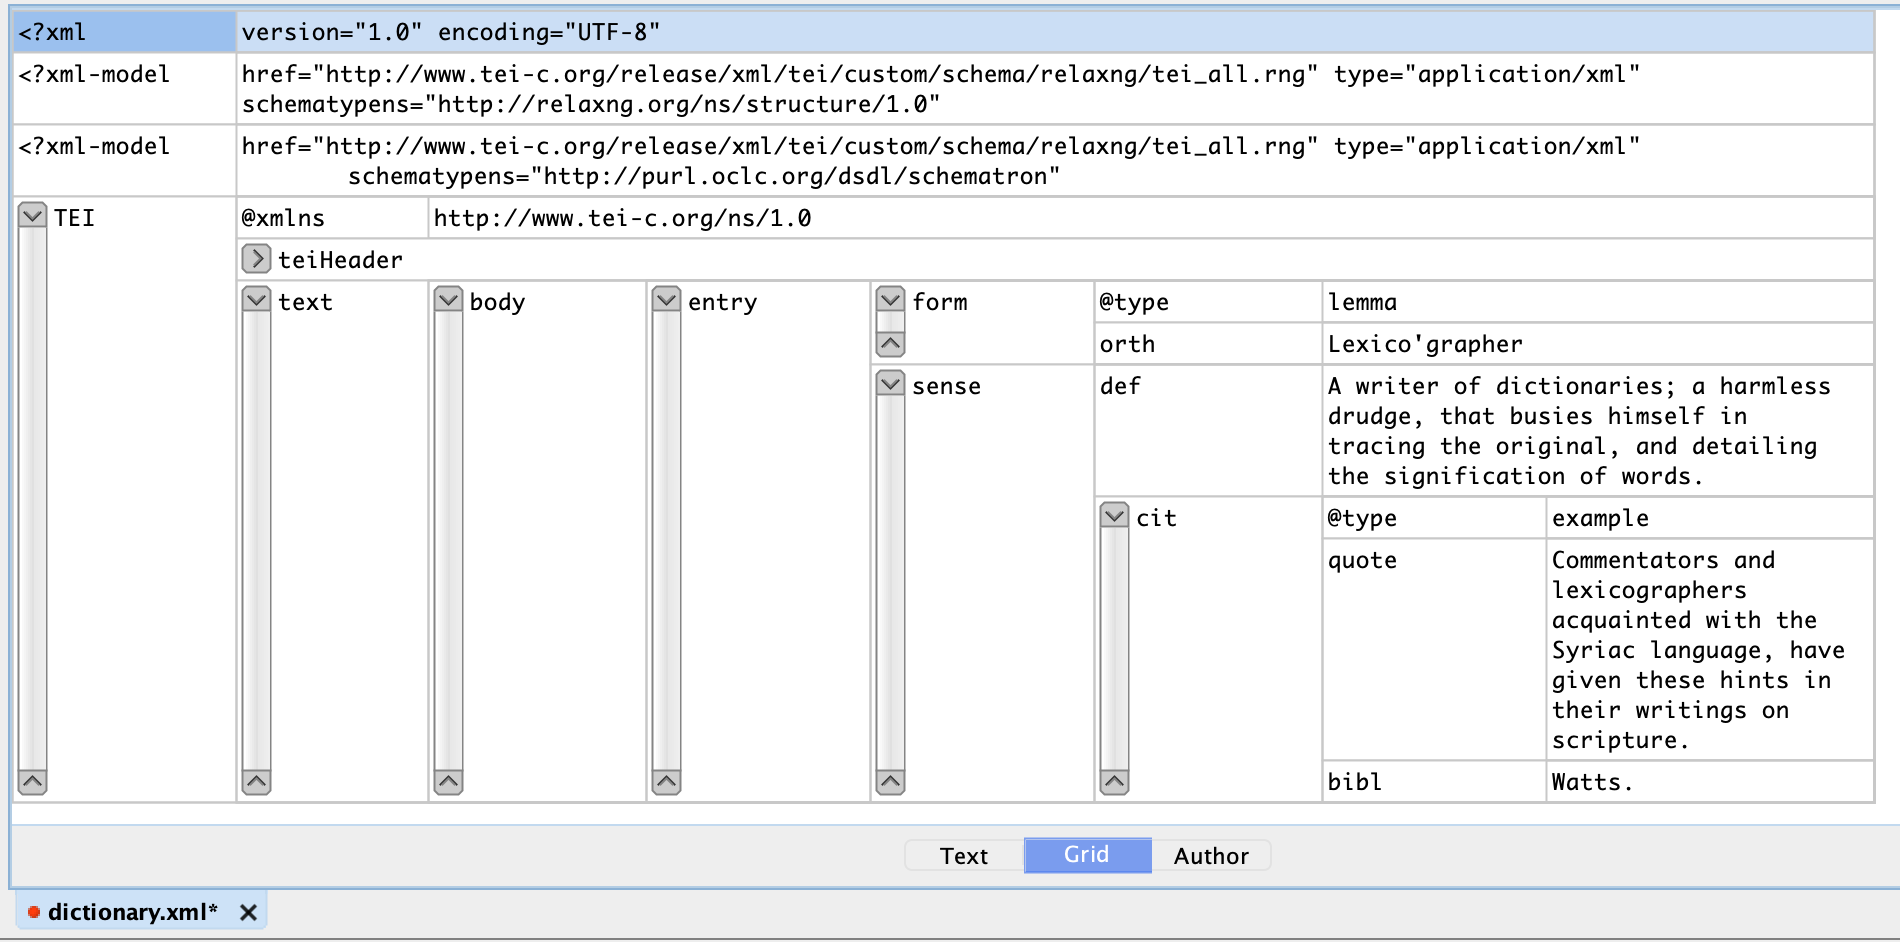 <?xml version="1.0" encoding="UTF-8"
<?xml-model href="http://www.tei-c.org/release/xml/tei/custom/schema/relaxng/tei_all.rng" type="application/xml"
schematypens="http://relaxng.org/ns/structure/1.0"
<?xml-model href="http://www.tei-c.org/release/xml/tei/custom/schema/relaxng/tei_all.rng" type="application/xml"
schematypens="http://purl.oclc.org/dsdl/schematron"
TEI @xmlns http://www.tei-c.org/ns/1.0
teiHeader
text body entry form @type lemma
orth Lexico'grapher
sense def A writer of dictionaries; a harmless
drudge, that busies himself in
tracing the original, and detailing
the signification of words.
cit @type example
quote Commentators and
lexicographers
acquainted with the
Syriac language, have
given these hints in
their writings on
scripture.
bibl Watts.
Text Grid Author
dictionary.xml*